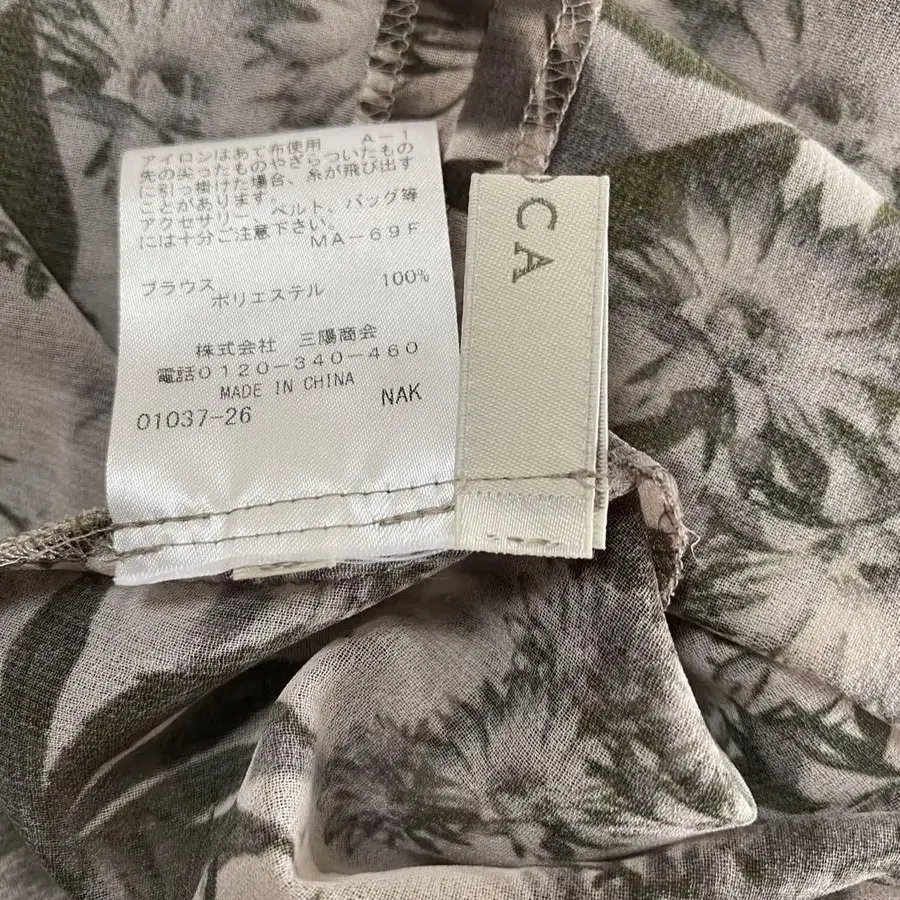 アイロンはあて布使用 A-1
先の尖ったものやざらついたもの
に引っ掛けた場合、糸が飛び出す
ことがあります。
アクセサリー、ベルト、バッグ等
には十分ご注意下さい。
MA-69F
ブラウス
ポリエステル 100%
株式会社 三陽商会
電話0120-340-460
MADE IN CHINA
NAK
01037-26
CA